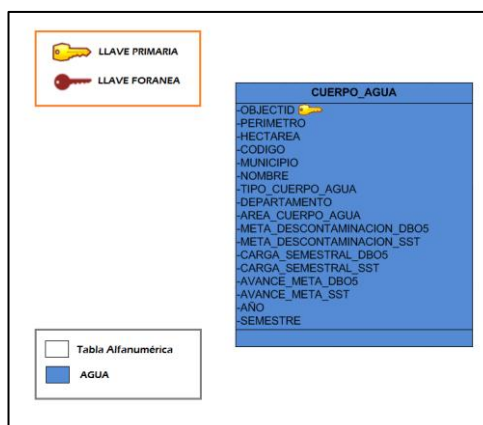 LLAVE PRIMARIA
LLAVE FORANEA
CUERPO_AGUA
-OBJECTID
-PERIMETRO
-HECTAREA
-CODIGO
-MUNICIPIO
-NOMBRE
-TIPO_CUERPO_AGUA
-DEPARTAMENTO
-AREA_CUERPO_AGUA
-META_DESCONTAMINACION_DBO5
-META_DESCONTAMINACION_SST
-CARGA_SEMESTRAL_DBO5
-CARGA_SEMESTRAL_SST
-AVANCE_META_DBO5
-AVANCE_META_SST
-AÑO
-SEMESTRE
Tabla Alfanumérica
AGUA